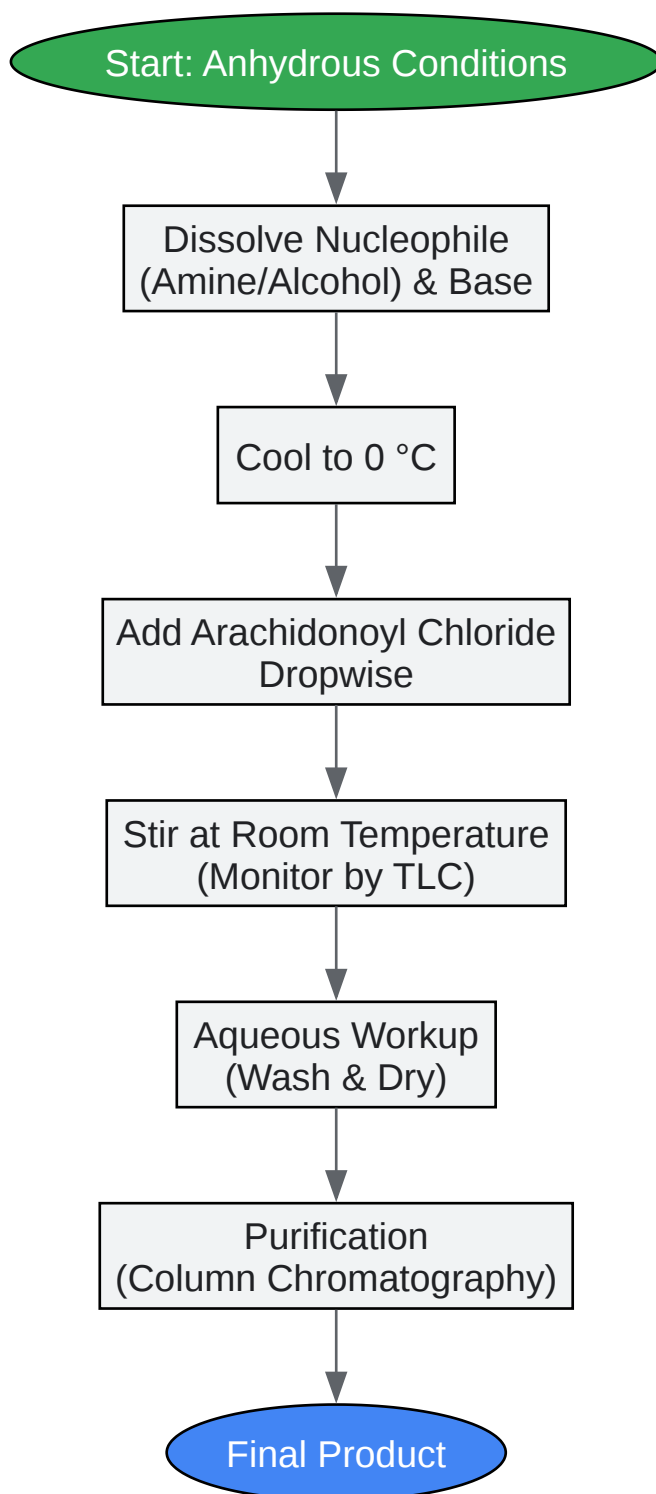 Start: Anhydrous Conditions
Dissolve Nucleophile
(Amine/Alcohol) & Base
Cool to 0 °C
Add Arachidonoyl Chloride
Dropwise
Stir at Room Temperature
(Monitor by TLC)
Aqueous Workup
(Wash & Dry)
Purification
(Column Chromatography)
Final Product